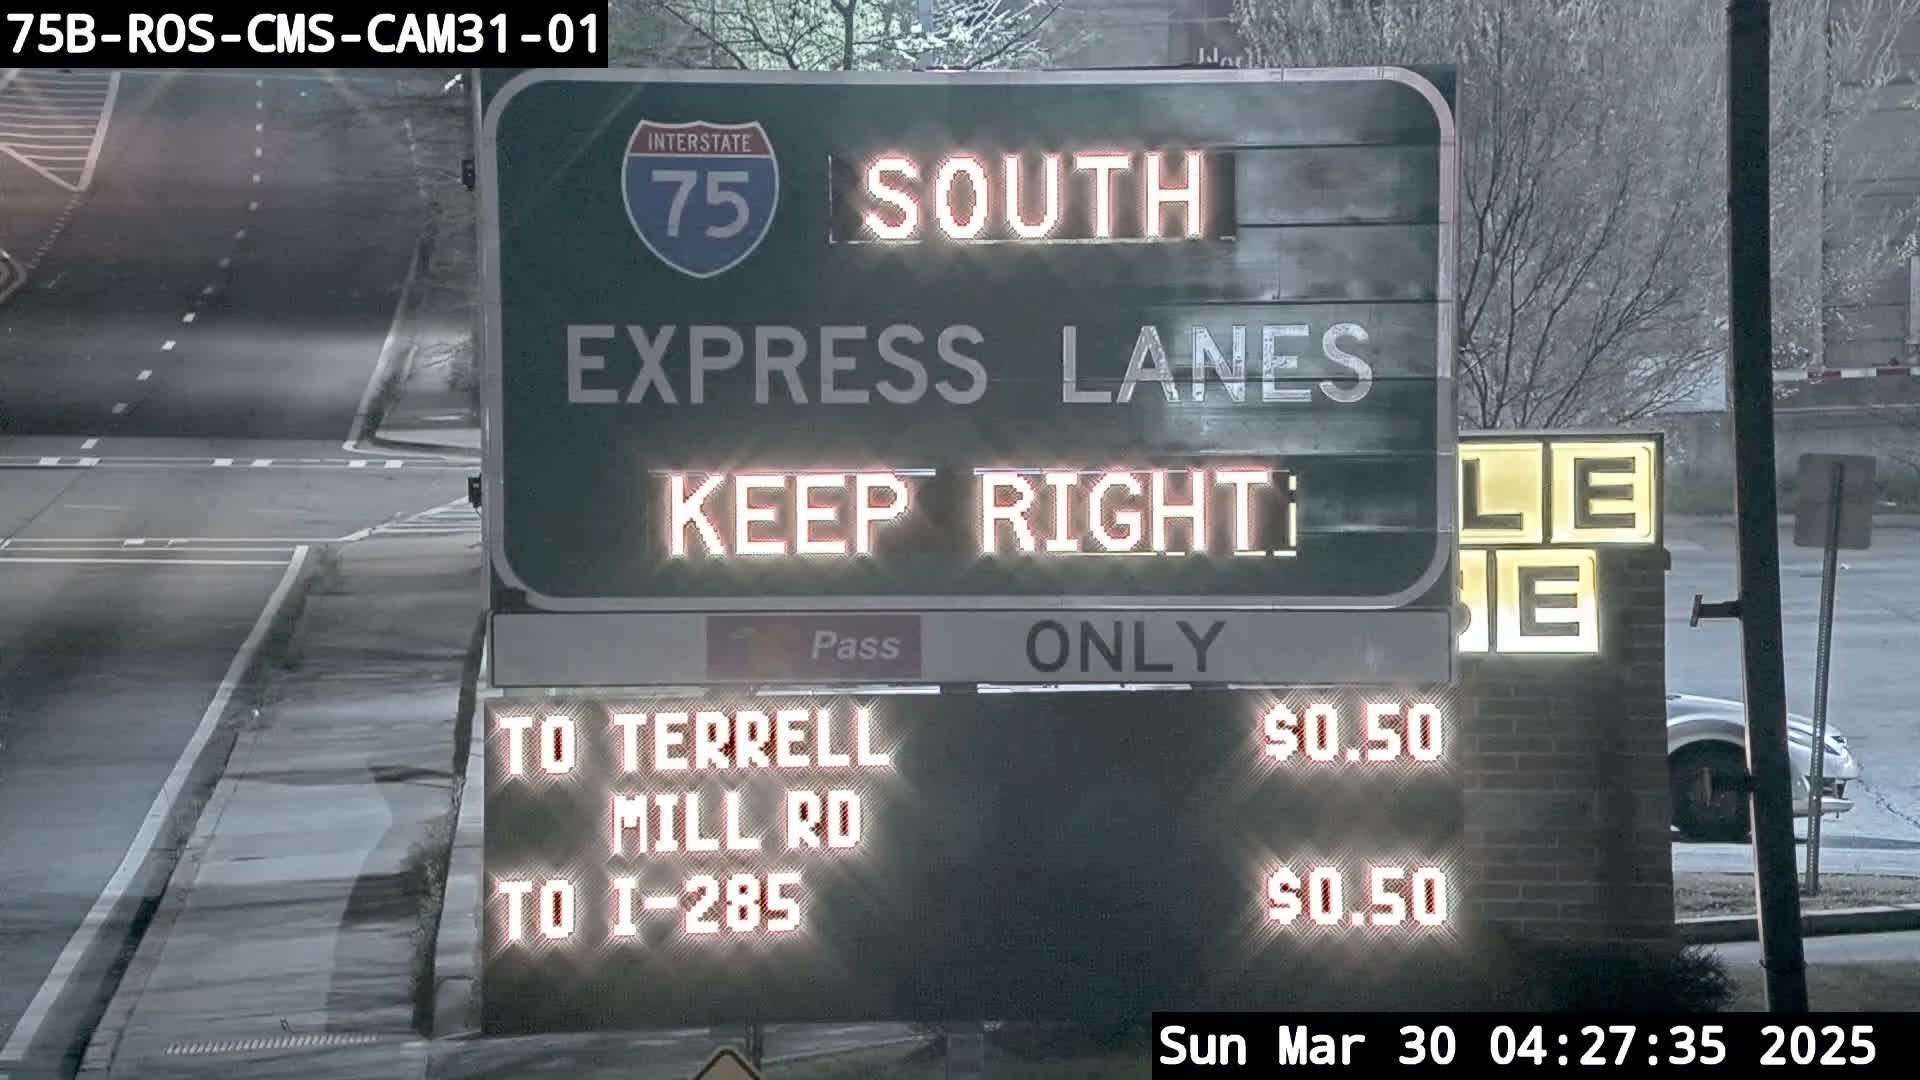 75B-ROS-CMS-CAM31-01
INTERSTATE
75
SOUTH
EXPRESS LANES
KEEP RIGHT
Pass ONLY
TO TERRELL $0.50
MILL RD
TO I-285 $0.50
LE
E
Sun Mar 30 04:27:35 2025